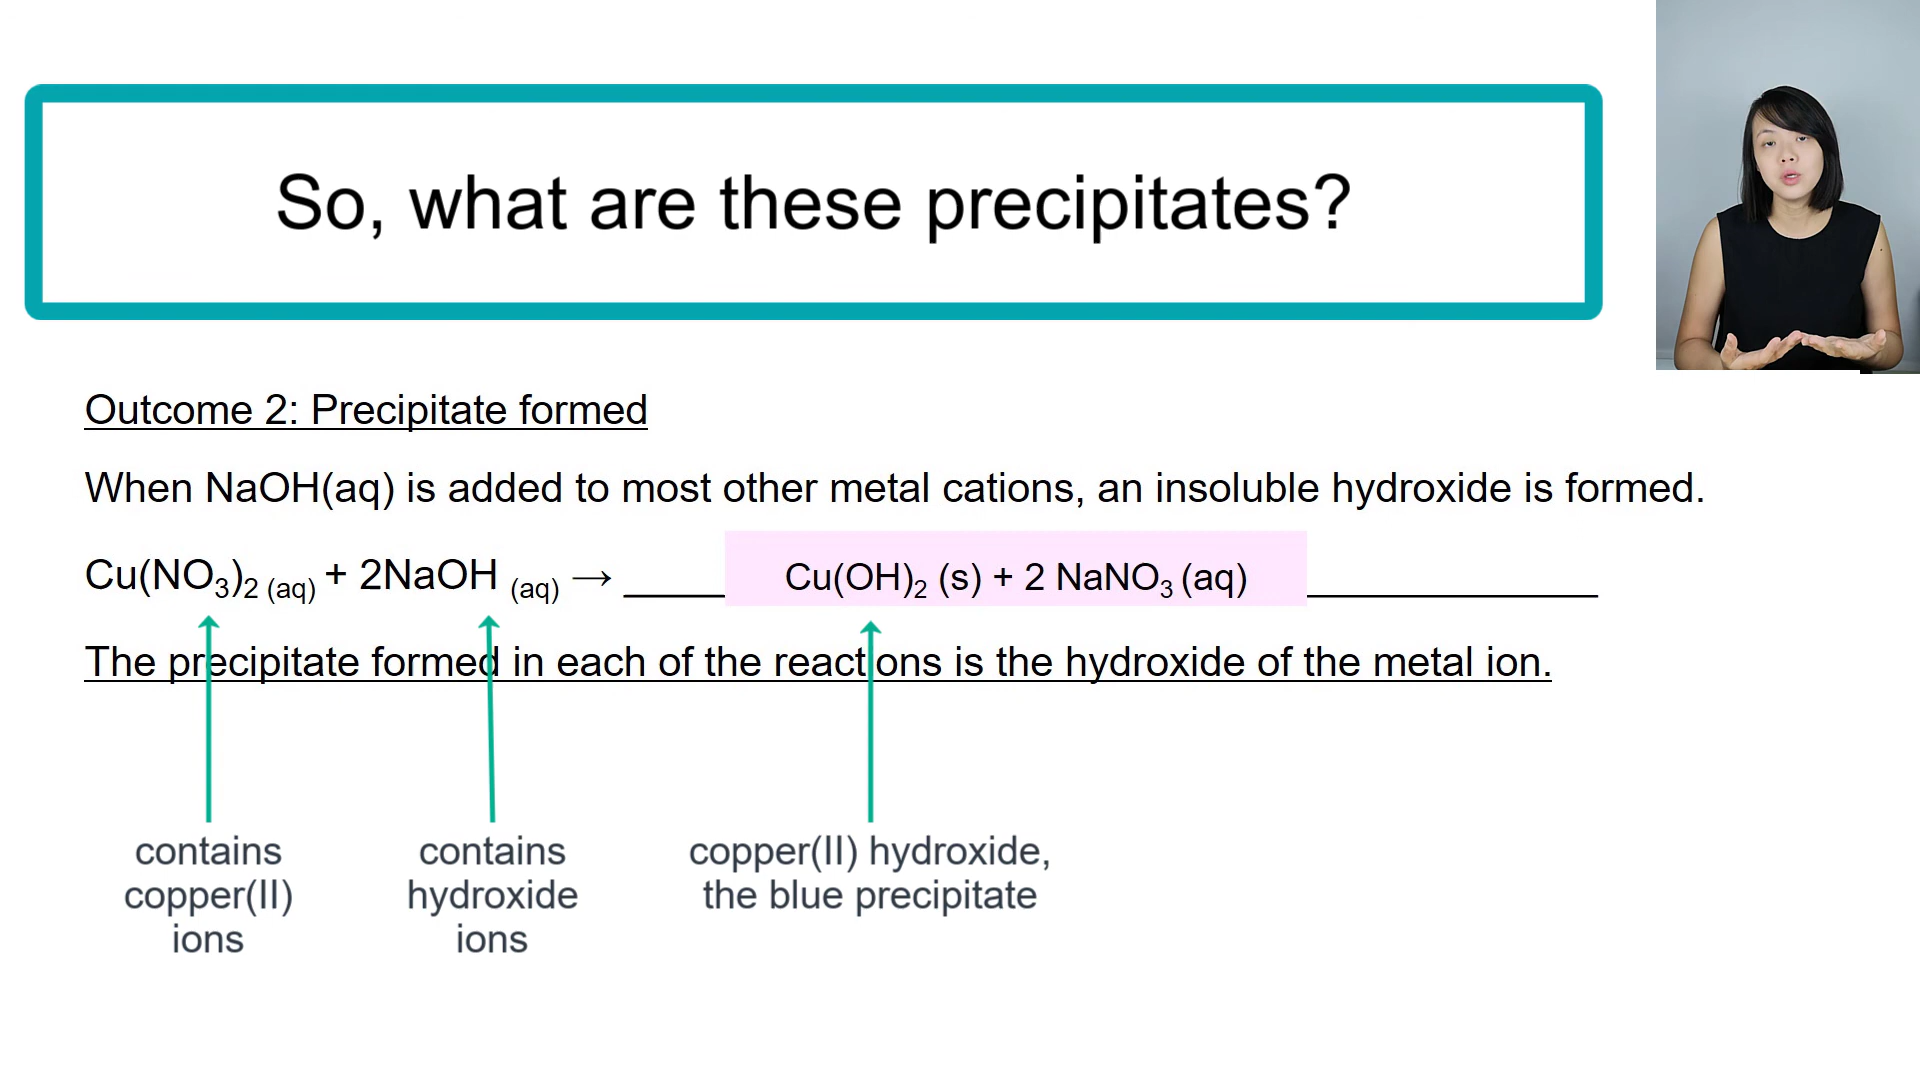 So, what are these precipitates?
Outcome 2: Precipitate formed
When NaOH(aq) is added to most other metal cations, an insoluble hydroxide is formed.
Cu(NO₃)₂ (aq) + 2NaOH (aq) → Cu(OH)₂ (s) + 2 NaNO₃ (aq)
The precipitate formed in each of the reactions is the hydroxide of the metal ion.
contains
copper(II)
ions
contains
hydroxide
ions
copper(II) hydroxide,
the blue precipitate